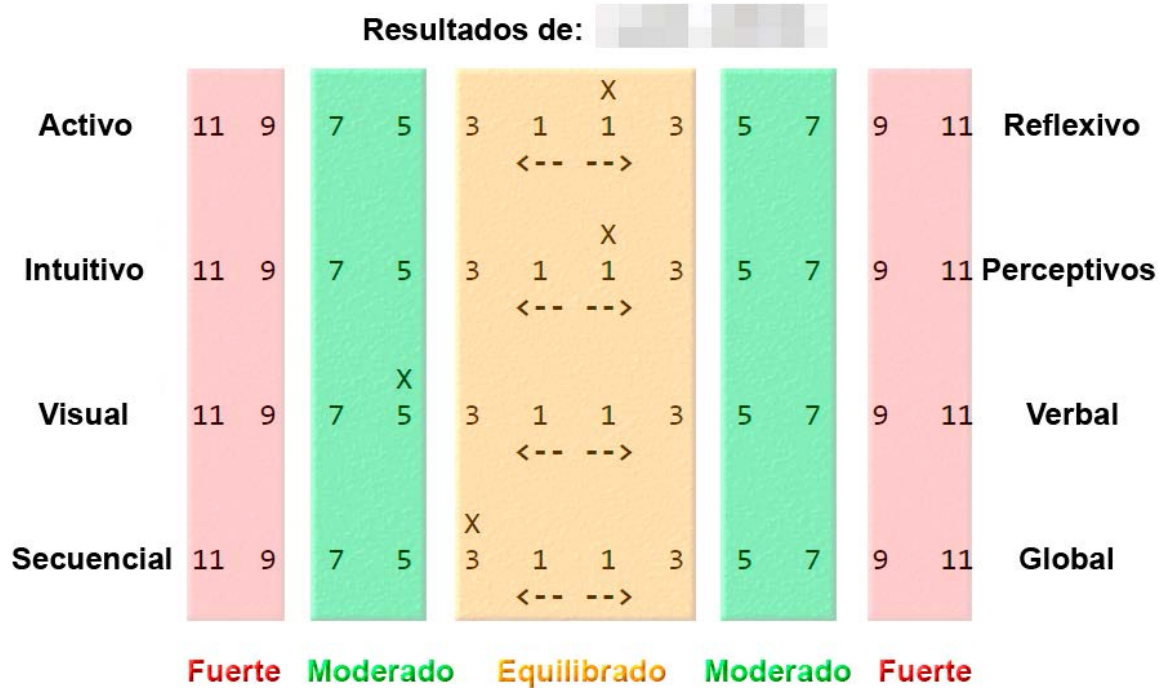 Resultados de:
X
Activo 11 9 7 5 3 1 1 3 5 7 9 11 Reflexivo
<-- -->
X
Intuitivo 11 9 7 5 3 1 1 3 5 7 9 11 Perceptivos
<-- -->
X
Visual 11 9 7 5 3 1 1 3 5 7 9 11 Verbal
<-- -->
X
Secuencial 11 9 7 5 3 1 1 3 5 7 9 11 Global
<-- -->
Fuerte Moderado Equilibrado Moderado Fuerte